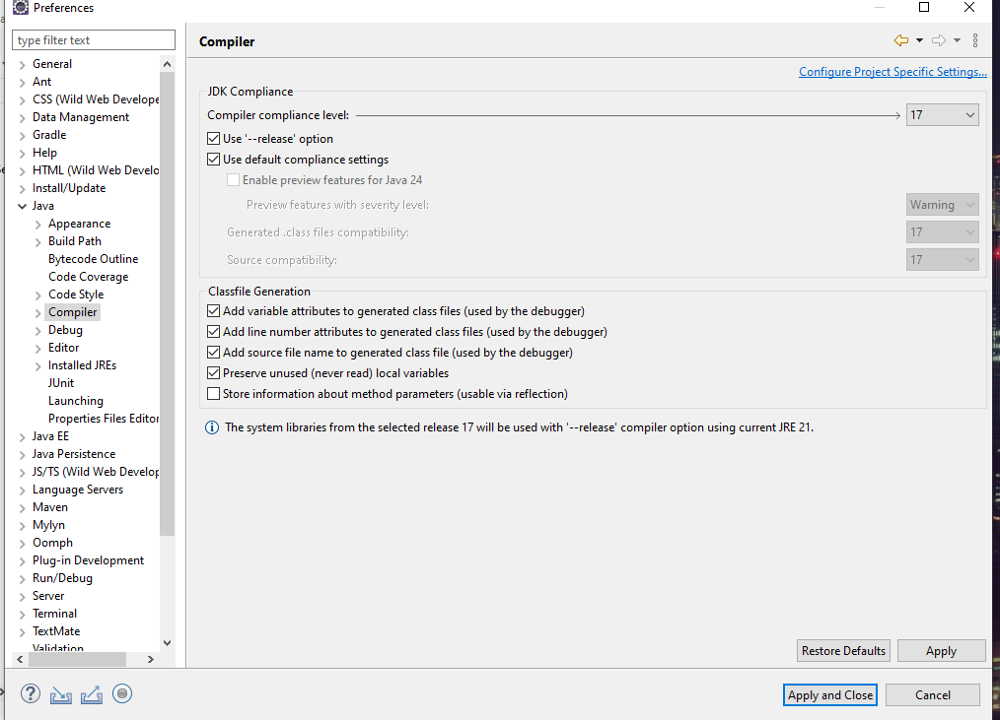 Preferences
type filter text
Compiler
General
Ant
CSS (Wild Web Develope
Data Management
Gradle
Help
HTML (Wild Web Develo
Install/Update
Java
Appearance
Build Path
Bytecode Outline
Code Coverage
Code Style
Compiler
Debug
Editor
Installed JREs
JUnit
Launching
Properties Files Editor
Java EE
Java Persistence
JS/TS (Wild Web Develop
Language Servers
Maven
Mylyn
Oomph
Plug-in Development
Run/Debug
Server
Terminal
TextMate
Validation
Configure Project Specific Settings...
JDK Compliance
Compiler compliance level: 17
Use '--release' option
Use default compliance settings
Enable preview features for Java 24
Preview features with severity level: Warning
Generated .class files compatibility: 17
Source compatibility: 17
Classfile Generation
Add variable attributes to generated class files (used by the debugger)
Add line number attributes to generated class files (used by the debugger)
Add source file name to generated class file (used by the debugger)
Preserve unused (never read) local variables
Store information about method parameters (usable via reflection)
The system libraries from the selected release 17 will be used with '--release' compiler option using current JRE 21.
Restore Defaults Apply
Apply and Close Cancel